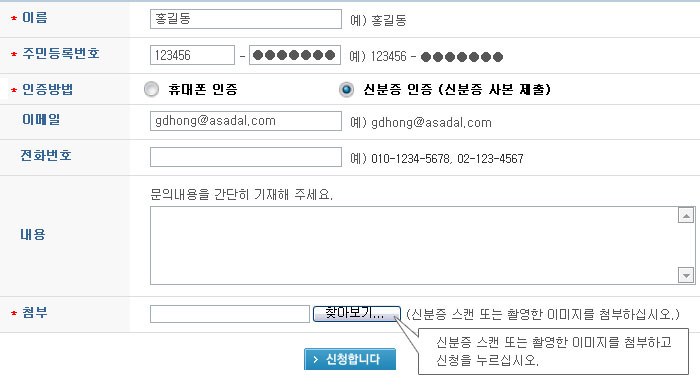 * 이름 홍길동 예) 홍길동
* 주민등록번호 123456 - ●●●●●●● 예) 123456 - ●●●●●●●
* 인증방법 휴대폰 인증 신분증 인증 (신분증 사본 제출)
이메일 gdhong@asadal.com 예) gdhong@asadal.com
전화번호 예) 010-1234-5678, 02-123-4567
문의내용을 간단히 기재해 주세요.
내용
* 첨부 찾아보기... (신분증 스캔 또는 촬영한 이미지를 첨부하십시오.)
신분증 스캔 또는 촬영한 이미지를 첨부하고
신청을 누르십시오.
신청합니다